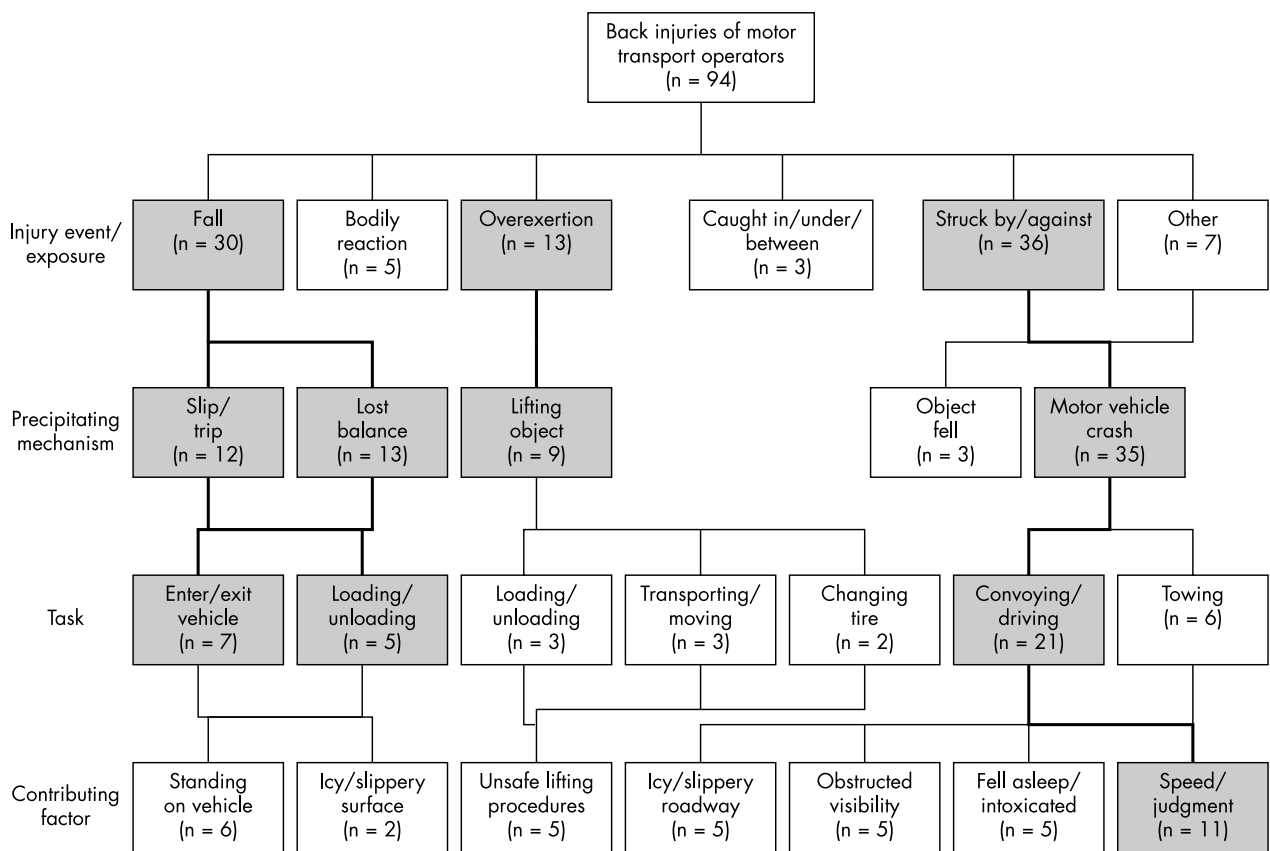 Back injuries of motor
transport operators
(n = 94)
Injury event/
exposure
Fall
(n = 30)
Bodily
reaction
(n = 5)
Overexertion
(n = 13)
Caught in/under/
between
(n = 3)
Struck by/against
(n = 36)
Other
(n = 7)
Precipitating
mechanism
Slip/
trip
(n = 12)
Lost
balance
(n = 13)
Lifting
object
(n = 9)
Object
fell
(n = 3)
Motor vehicle
crash
(n = 35)
Task
Enter/exit
vehicle
(n = 7)
Loading/
unloading
(n = 5)
Loading/
unloading
(n = 3)
Transporting/
moving
(n = 3)
Changing
tire
(n = 2)
Convoying/
driving
(n = 21)
Towing
(n = 6)
Contributing
factor
Standing
on vehicle
(n = 6)
Icy/slippery
surface
(n = 2)
Unsafe lifting
procedures
(n = 5)
Icy/slippery
roadway
(n = 5)
Obstructed
visibility
(n = 5)
Fell asleep/
intoxicated
(n = 5)
Speed/
judgment
(n = 11)